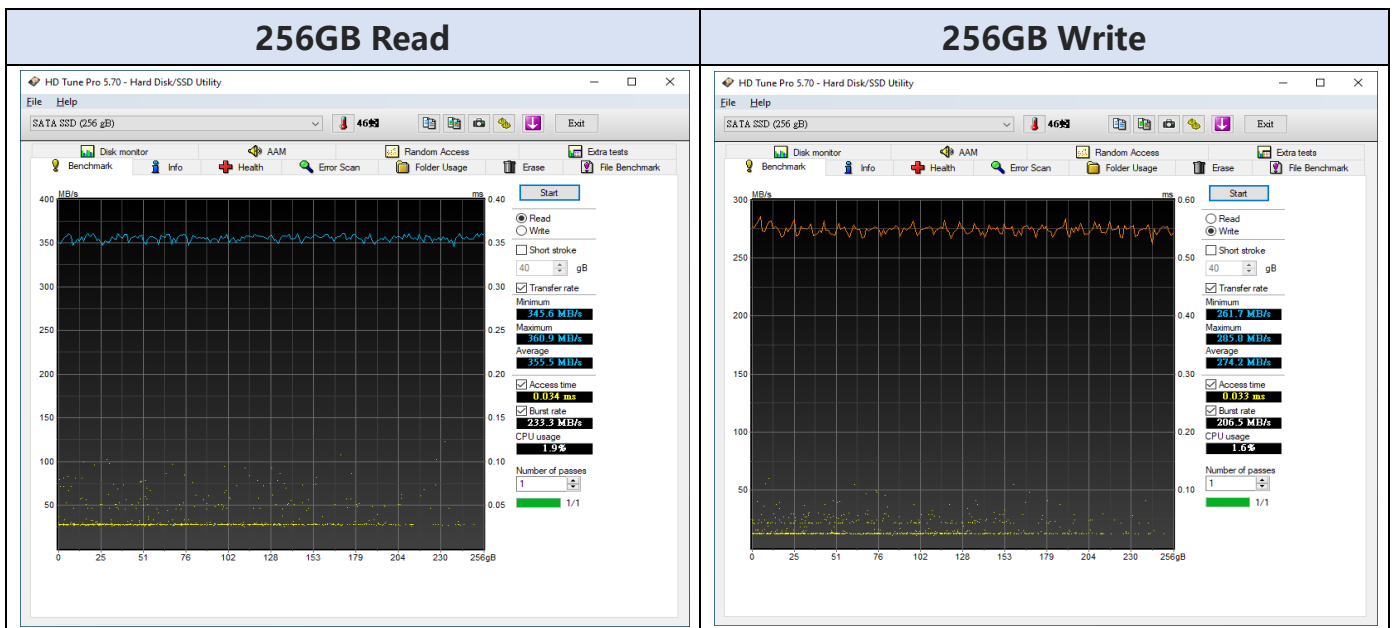 256GB Read
HD Tune Pro 5.70 - Hard Disk/SSD Utility
File Help
SATA SSD (256 gB)
Exit
Disk monitor AAM Random Access Extra tests
Benchmark Info Health Error Scan Folder Usage Erase File Benchmark
MB/s ms
400 0.40
350 0.35
300 0.30
250 0.25
200 0.20
150 0.15
100 0.10
50 0.05
0 25 51 76 102 128 153 179 204 230 256gB
Start
Read
Write
Short stroke
40 gB
Transfer rate
Minimum
345.6 MB/s
Maximum
360.9 MB/s
Average
355.5 MB/s
Access time
0.034 ms
Burst rate
233.3 MB/s
CPU usage
1.9%
Number of passes
1
1/1
256GB Write
HD Tune Pro 5.70 - Hard Disk/SSD Utility
File Help
SATA SSD (256 gB)
Exit
Disk monitor AAM Random Access Extra tests
Benchmark Info Health Error Scan Folder Usage Erase File Benchmark
MB/s ms
300 0.60
250 0.50
200 0.40
150 0.30
100 0.20
50 0.10
0 25 51 76 102 128 153 179 204 230 256gB
Start
Read
Write
Short stroke
40 gB
Transfer rate
Minimum
261.7 MB/s
Maximum
285.8 MB/s
Average
274.2 MB/s
Access time
0.033 ms
Burst rate
206.5 MB/s
CPU usage
1.6%
Number of passes
1
1/1